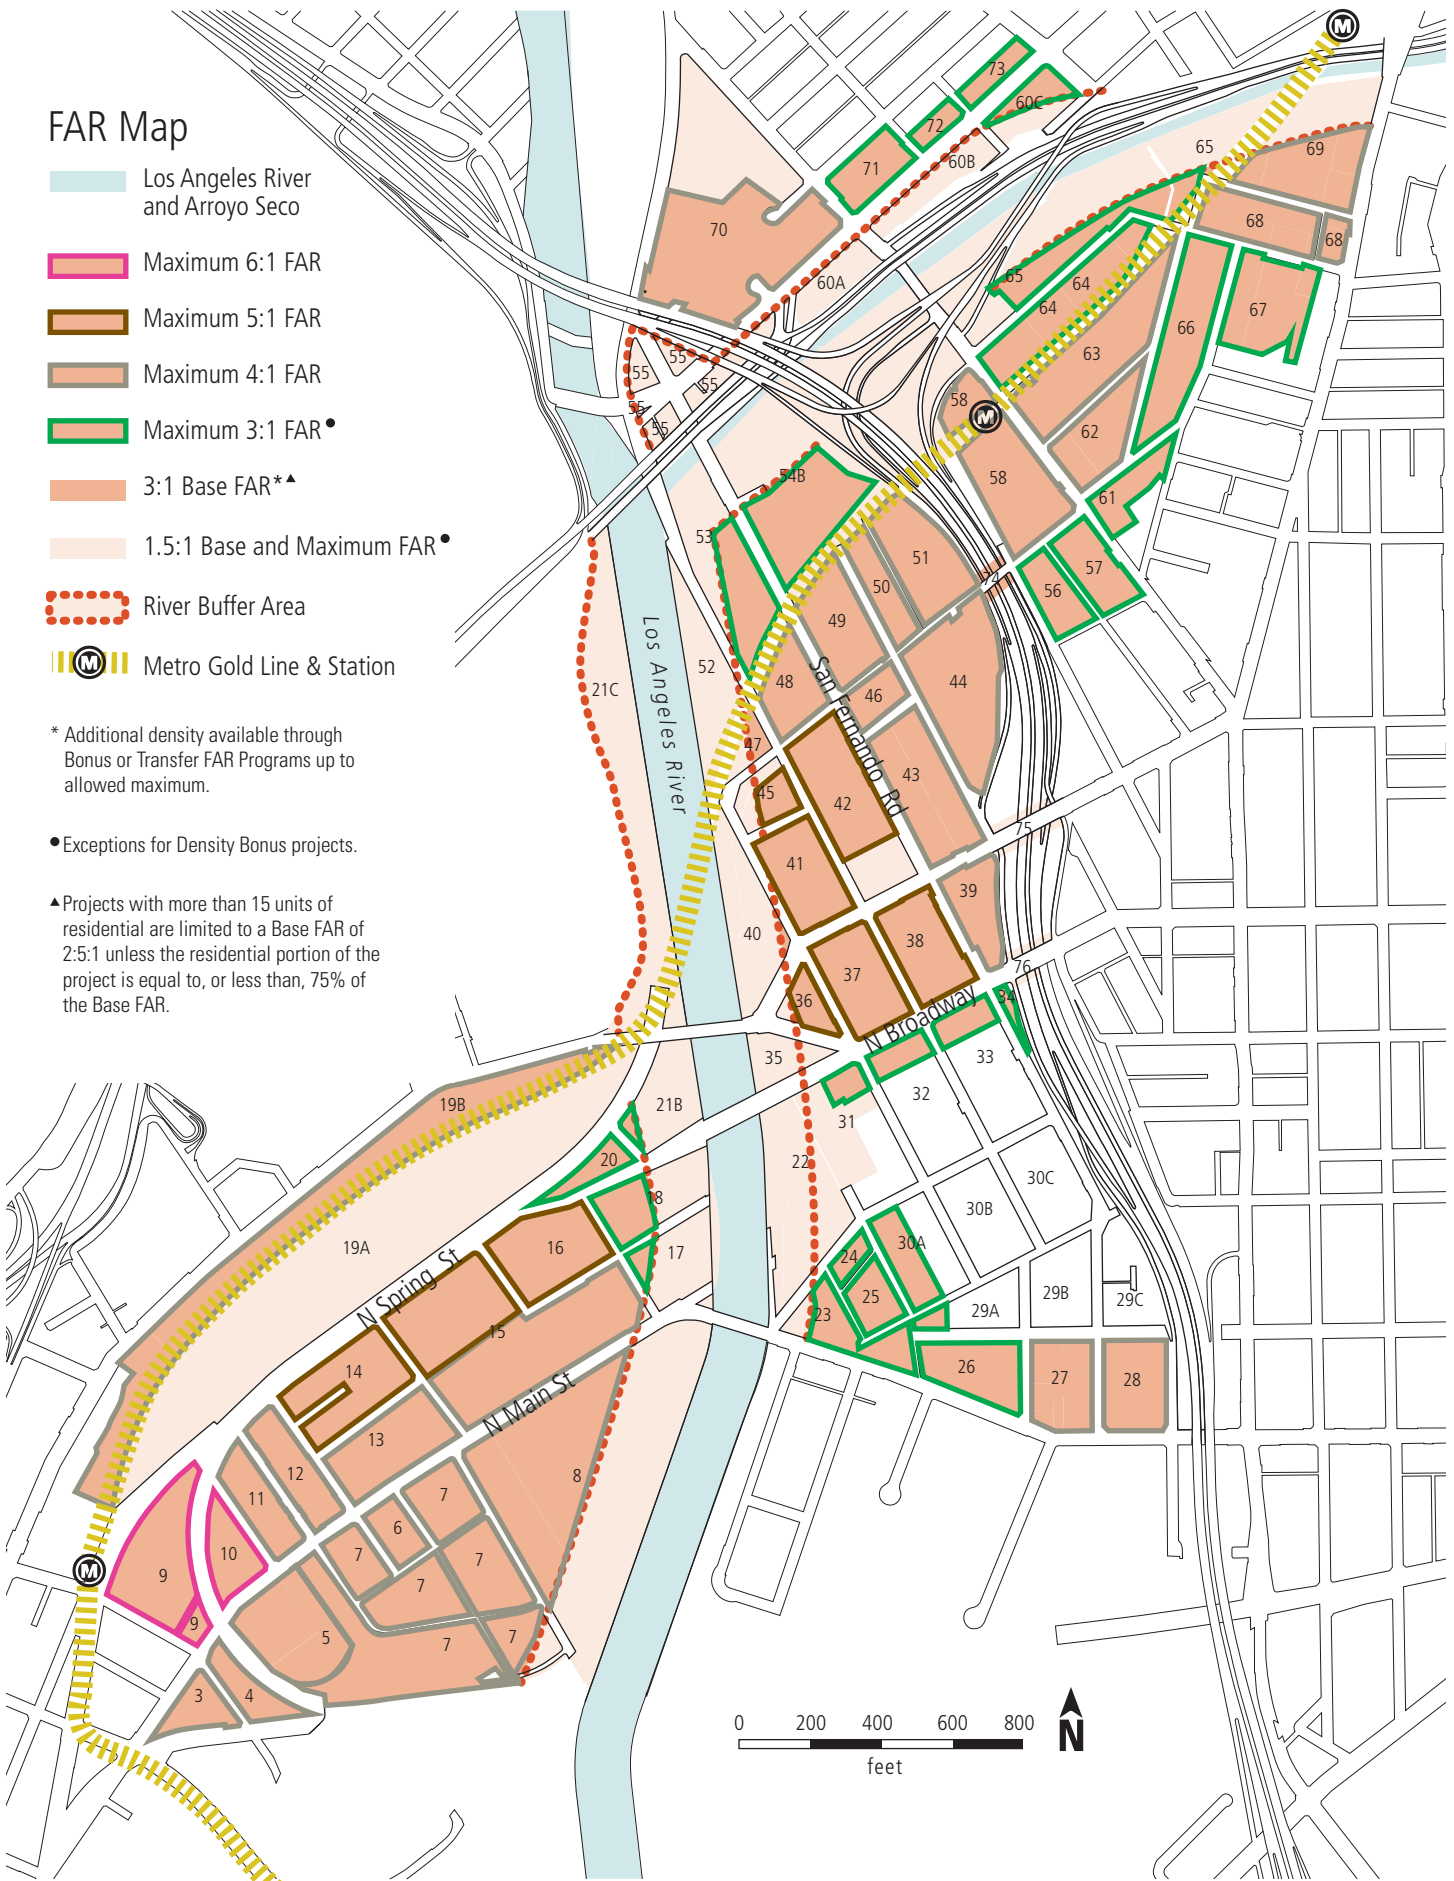 FAR Map
Los Angeles River
and Arroyo Seco
Maximum 6:1 FAR
Maximum 5:1 FAR
Maximum 4:1 FAR
Maximum 3:1 FAR●
3:1 Base FAR*▲
1.5:1 Base and Maximum FAR●
River Buffer Area
M
Metro Gold Line & Station
* Additional density available through
Bonus or Transfer FAR Programs up to
allowed maximum.
●Exceptions for Density Bonus projects.
▲Projects with more than 15 units of
residential are limited to a Base FAR of
2:5:1 unless the residential portion of the
project is equal to, or less than, 75% of
the Base FAR.
M
73
60C
72
60B
71
65
69
70
68
68
60A
65
64
64
67
66
63
55
55
55
55
55
58
M
62
58
54B
61
53
51
74
57
50
56
49
Los Angeles River
52
48
San Fernando Rd
46
44
21C
47
43
45
42
41
75
39
40
38
37
76
36
34
N Broadway
35
33
32
31
19B
21B
20
22
18
30C
30B
30A
19A
16
17
24
N Spring St
25
23
29A
29B
29C
15
14
26
27
28
N Main St
13
12
8
11
7
6
10
7
7
7
9
M
9
5
7
7
3
4
0 200 400 600 800
feet
N